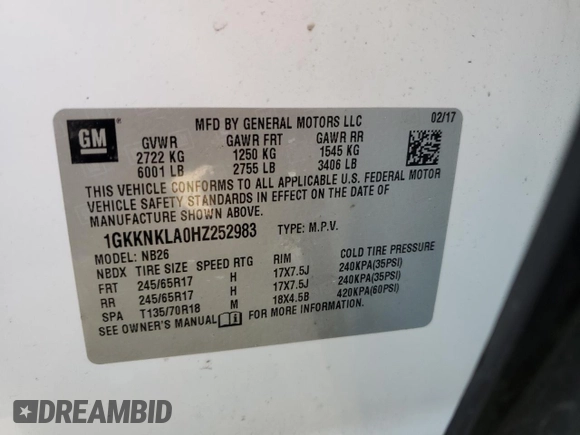 GM
MFD BY GENERAL MOTORS LLC 02/17
GVWR GAWR FRT GAWR RR
2722 KG 1250 KG 1545 KG
6001 LB 2755 LB 3406 LB
THIS VEHICLE CONFORMS TO ALL APPLICABLE U.S. FEDERAL MOTOR
VEHICLE SAFETY STANDARDS IN EFFECT ON THE DATE OF
MANUFACTURE SHOWN ABOVE.
1GKKNKLA0HZ252983 TYPE: M.P.V.
MODEL: NB26
NBDX TIRE SIZE SPEED RTG RIM COLD TIRE PRESSURE
FRT 245/65R17 H 17X7.5J 240KPA(35PSI)
RR 245/65R17 H 17X7.5J 240KPA(35PSI)
SPA T135/70R18 M 18X4.5B 420KPA(60PSI)
SEE OWNER'S MANUAL
DREAMBID